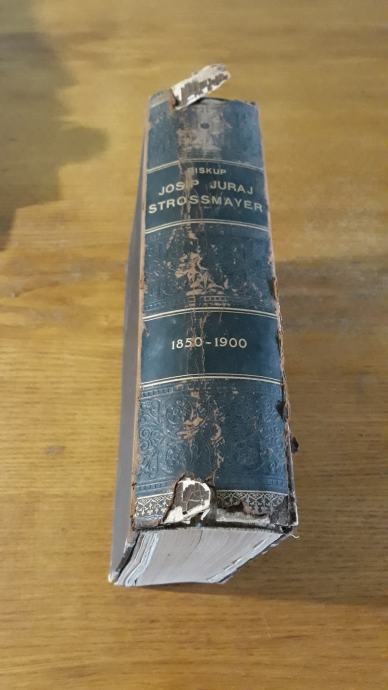 BISKUP
JOSIP JURAJ
STROSSMAYER
1850-1900